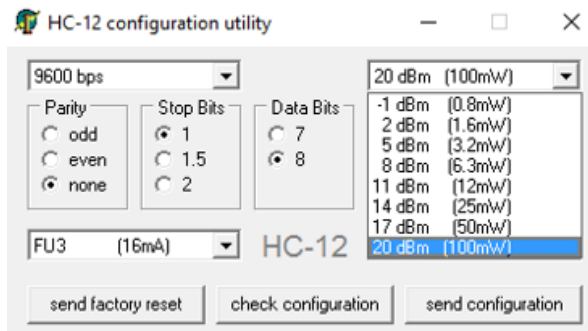 HC-12 configuration utility
9600 bps
20 dBm (100mW)
Parity
odd
even
none
Stop Bits
1
1.5
2
Data Bits
7
8
-1 dBm (0.8mW)
2 dBm (1.6mW)
5 dBm (3.2mW)
8 dBm (6.3mW)
11 dBm (12mW)
14 dBm (25mW)
17 dBm (50mW)
20 dBm (100mW)
FU3 (16mA)
HC-12
send factory reset
check configuration
send configuration